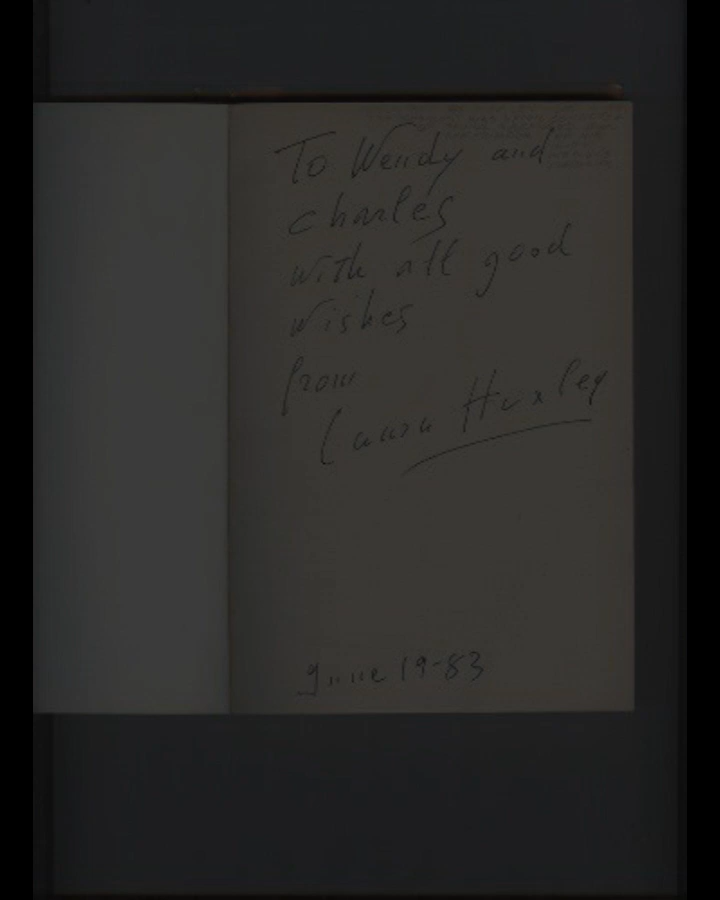 To Wendy and
Charles
with all good
wishes
from
Laura Huxley
June 19-83